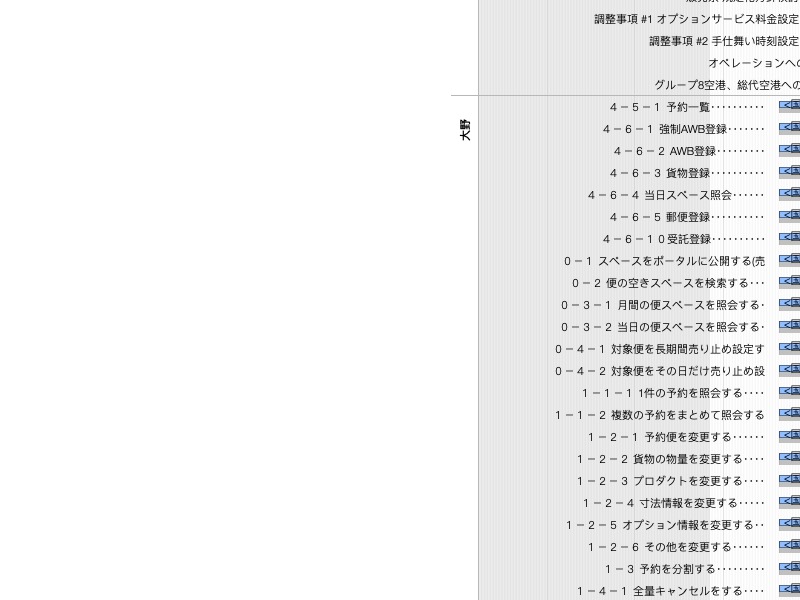 調整事項 #1 オプションサービス料金設定
調整事項 #2 手仕舞い時刻設定
オペレーションへの
グループ8空港、総代空港への
大野
４－５－１ 予約一覧‥‥‥‥‥
４－６－１ 強制AWB登録‥‥‥‥
４－６－２ AWB登録‥‥‥‥‥
４－６－３ 貨物登録‥‥‥‥‥
４－６－４ 当日スペース照会‥‥‥
４－６－５ 郵便登録‥‥‥‥‥
４－６－１０受託登録‥‥‥‥‥
０－１ スペースをポータルに公開する(売
０－２ 便の空きスペースを検索する‥･
０－３－１ 月間の便スペースを照会する･
０－３－２ 当日の便スペースを照会する･
０－４－１ 対象便を長期間売り止め設定す
０－４－２ 対象便をその日だけ売り止め設
１－１－１ 1件の予約を照会する‥‥
１－１－２ 複数の予約をまとめて照会する
１－２－１ 予約便を変更する‥‥‥
１－２－２ 貨物の物量を変更する‥‥
１－２－３ プロダクトを変更する‥‥
１－２－４ 寸法情報を変更する‥‥･
１－２－５ オプション情報を変更する‥
１－２－６ その他を変更する‥‥‥
１－３ 予約を分割する‥‥‥‥･
１－４－１ 全量キャンセルをする‥‥